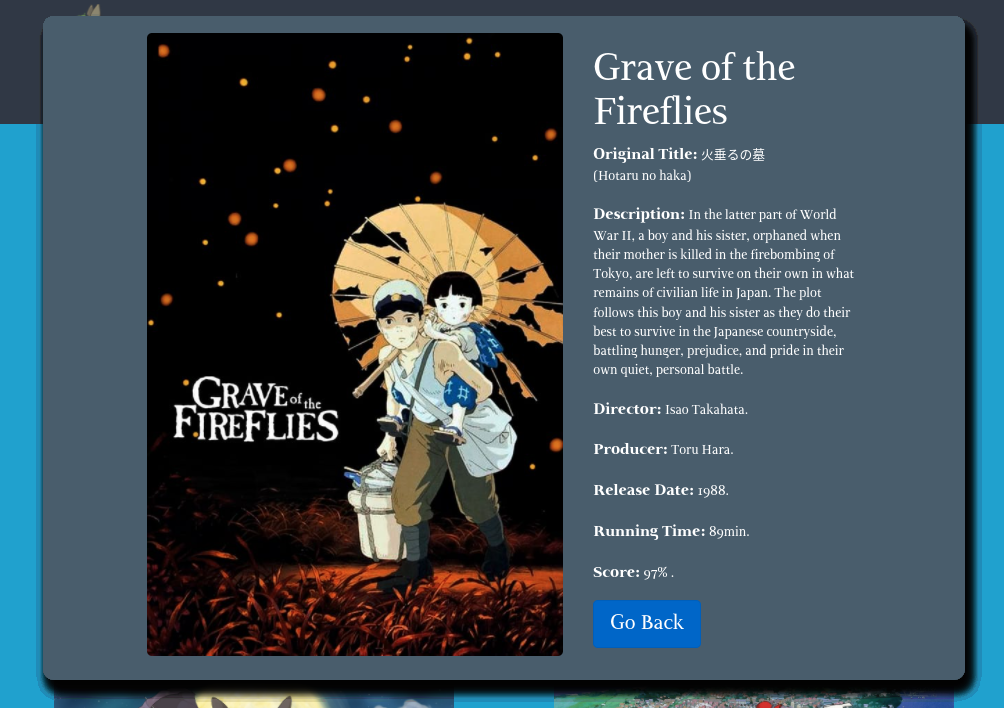 GRAVE of the
FIREFLIES
Grave of the
Fireflies
Original Title: 火垂るの墓
(Hotaru no haka)
Description: In the latter part of World
War II, a boy and his sister, orphaned when
their mother is killed in the firebombing of
Tokyo, are left to survive on their own in what
remains of civilian life in Japan. The plot
follows this boy and his sister as they do their
best to survive in the Japanese countryside,
battling hunger, prejudice, and pride in their
own quiet, personal battle.
Director: Isao Takahata.
Producer: Toru Hara.
Release Date: 1988.
Running Time: 89min.
Score: 97% .
Go Back